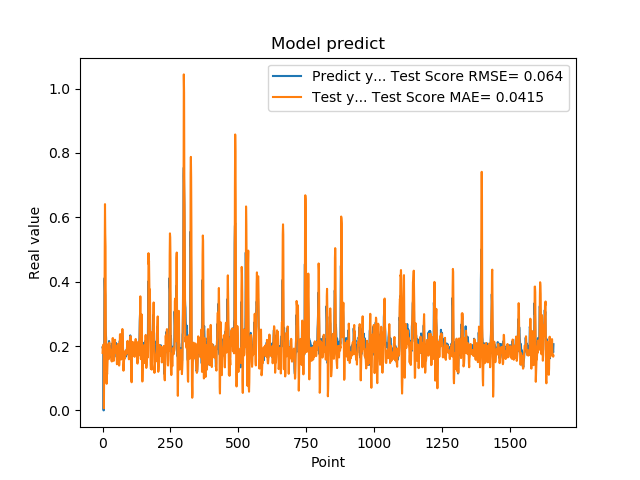 Model predict
Predict y... Test Score RMSE= 0.064
Test y... Test Score MAE= 0.0415
Real value
1.0
0.8
0.6
0.4
0.2
0.0
0 250 500 750 1000 1250 1500
Point